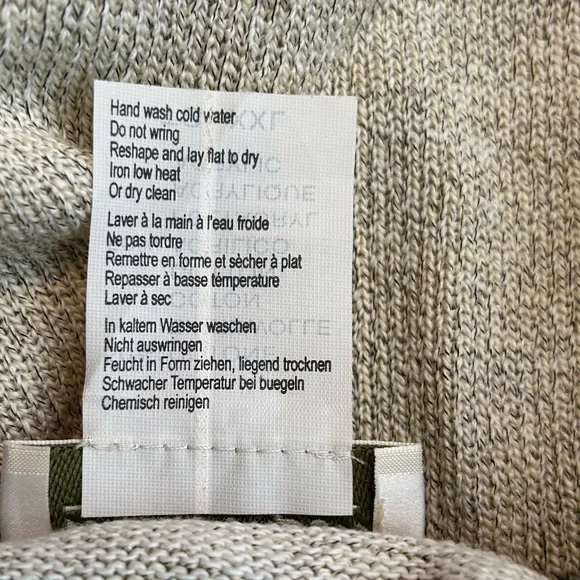 Hand wash cold water
Do not wring
Reshape and lay flat to dry
Iron low heat
Or dry clean
Laver à la main à l'eau froide
Ne pas tordre
Remettre en forme et sècher à plat
Repasser à basse témperature
Laver à sec
In kaltem Wasser waschen
Nicht auswringen
Feucht in Form ziehen, liegend trocknen
Schwacher Temperatur bei buegeln
Chemisch reinigen